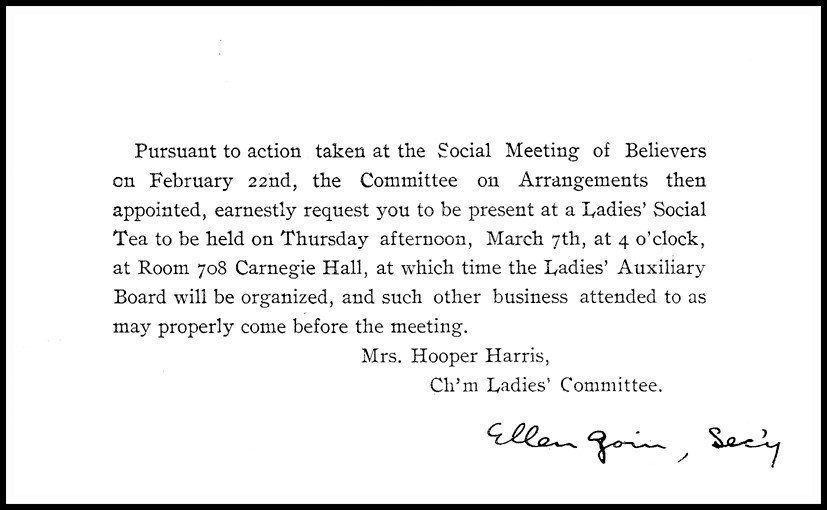 Pursuant to action taken at the Social Meeting of Believers
on February 22nd, the Committee on Arrangements then
appointed, earnestly request you to be present at a Ladies' Social
Tea to be held on Thursday afternoon, March 7th, at 4 o'clock,
at Room 708 Carnegie Hall, at which time the Ladies' Auxiliary
Board will be organized, and such other business attended to as
may properly come before the meeting.
Mrs. Hooper Harris,
Ch'm Ladies' Committee.
Ellen Goin, Sec'y